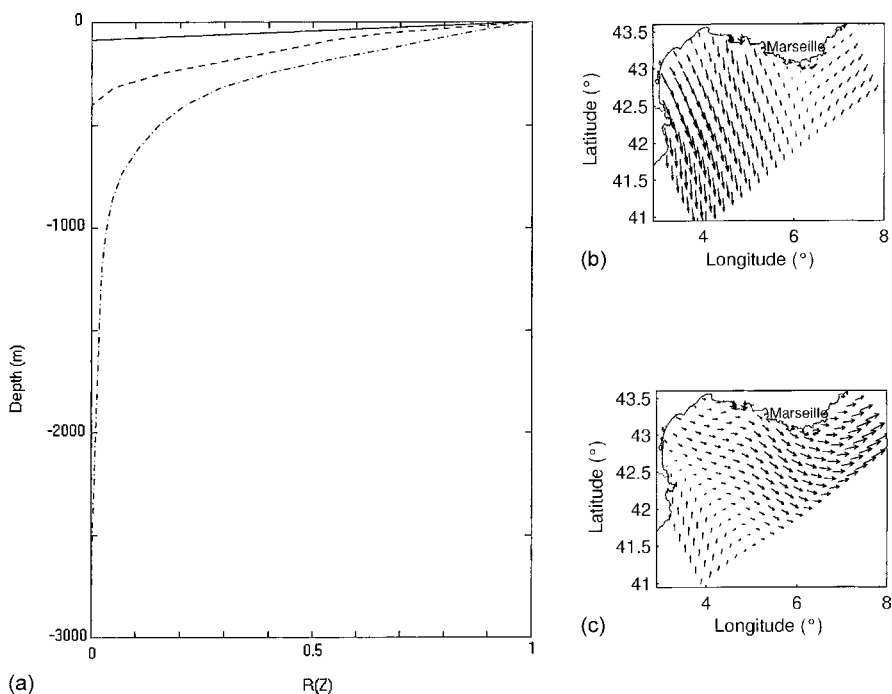 0
-1000
-2000
-3000
Depth (m)
0
0.5
1
R(Z)
(a)
43.5
43
42.5
42
41.5
41
Latitude (°)
Marseille
4
6
8
Longitude (°)
(b)
43.5
43
42.5
42
41.5
41
Latitude (°)
Marseille
4
6
8
Longitude (°)
(c)